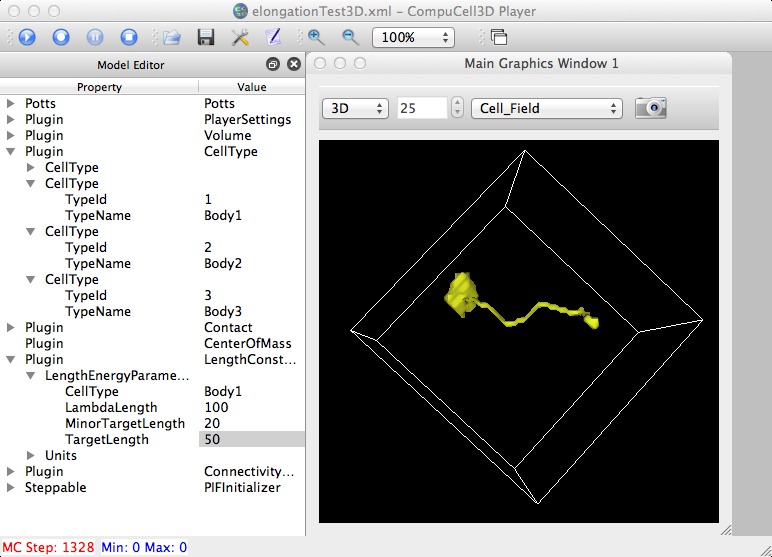 elongationTest3D.xml – CompuCell3D Player
100%
Model Editor
Property Value
Potts Potts
Plugin PlayerSettings
Plugin Volume
Plugin CellType
CellType
CellType
TypeId 1
TypeName Body1
CellType
TypeId 2
TypeName Body2
CellType
TypeId 3
TypeName Body3
Plugin Contact
Plugin CenterOfMass
Plugin LengthConst...
LengthEnergyParame...
CellType Body1
LambdaLength 100
MinorTargetLength 20
TargetLength 50
Units
Plugin Connectivity...
Steppable PIFInitializer
Main Graphics Window 1
3D 25 Cell_Field
MC Step: 1328 Min: 0 Max: 0